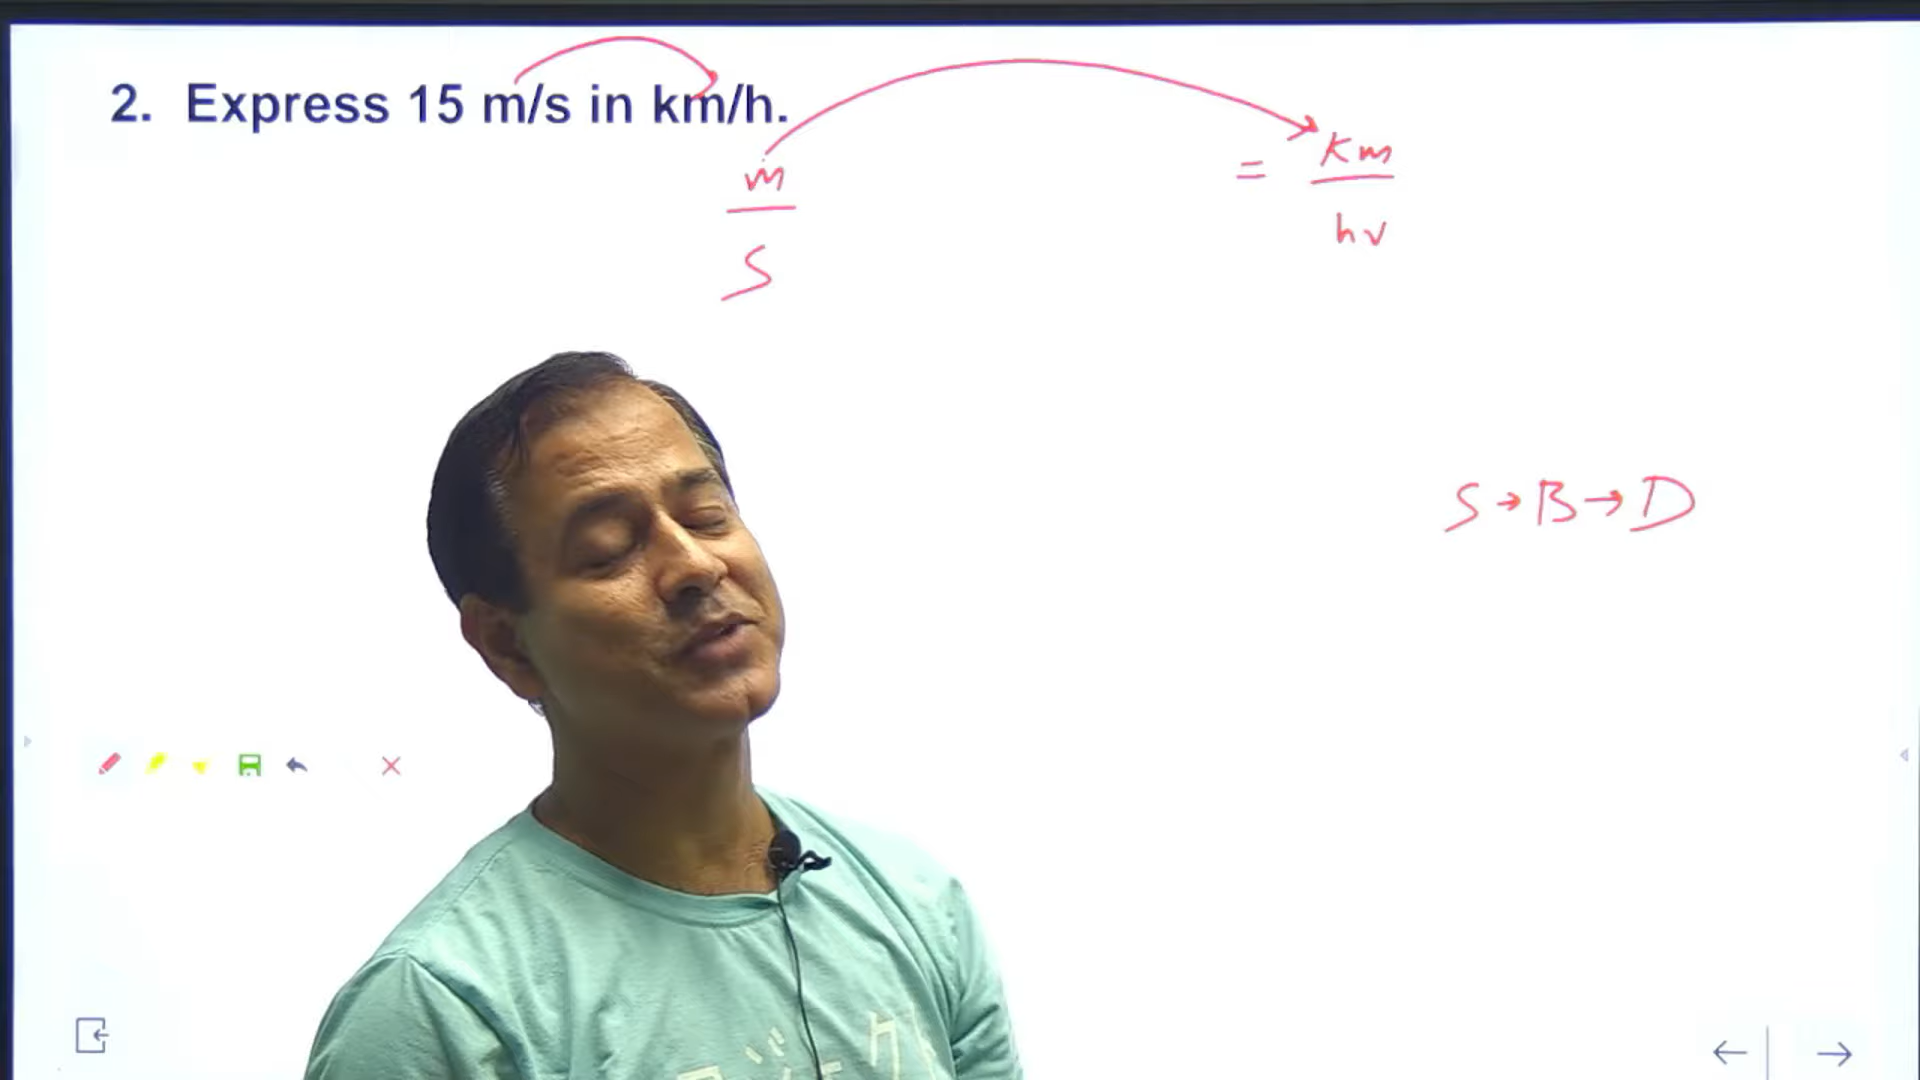 2. Express 15 m/s in km/h.
m
S
= Km
hr
S → B → D